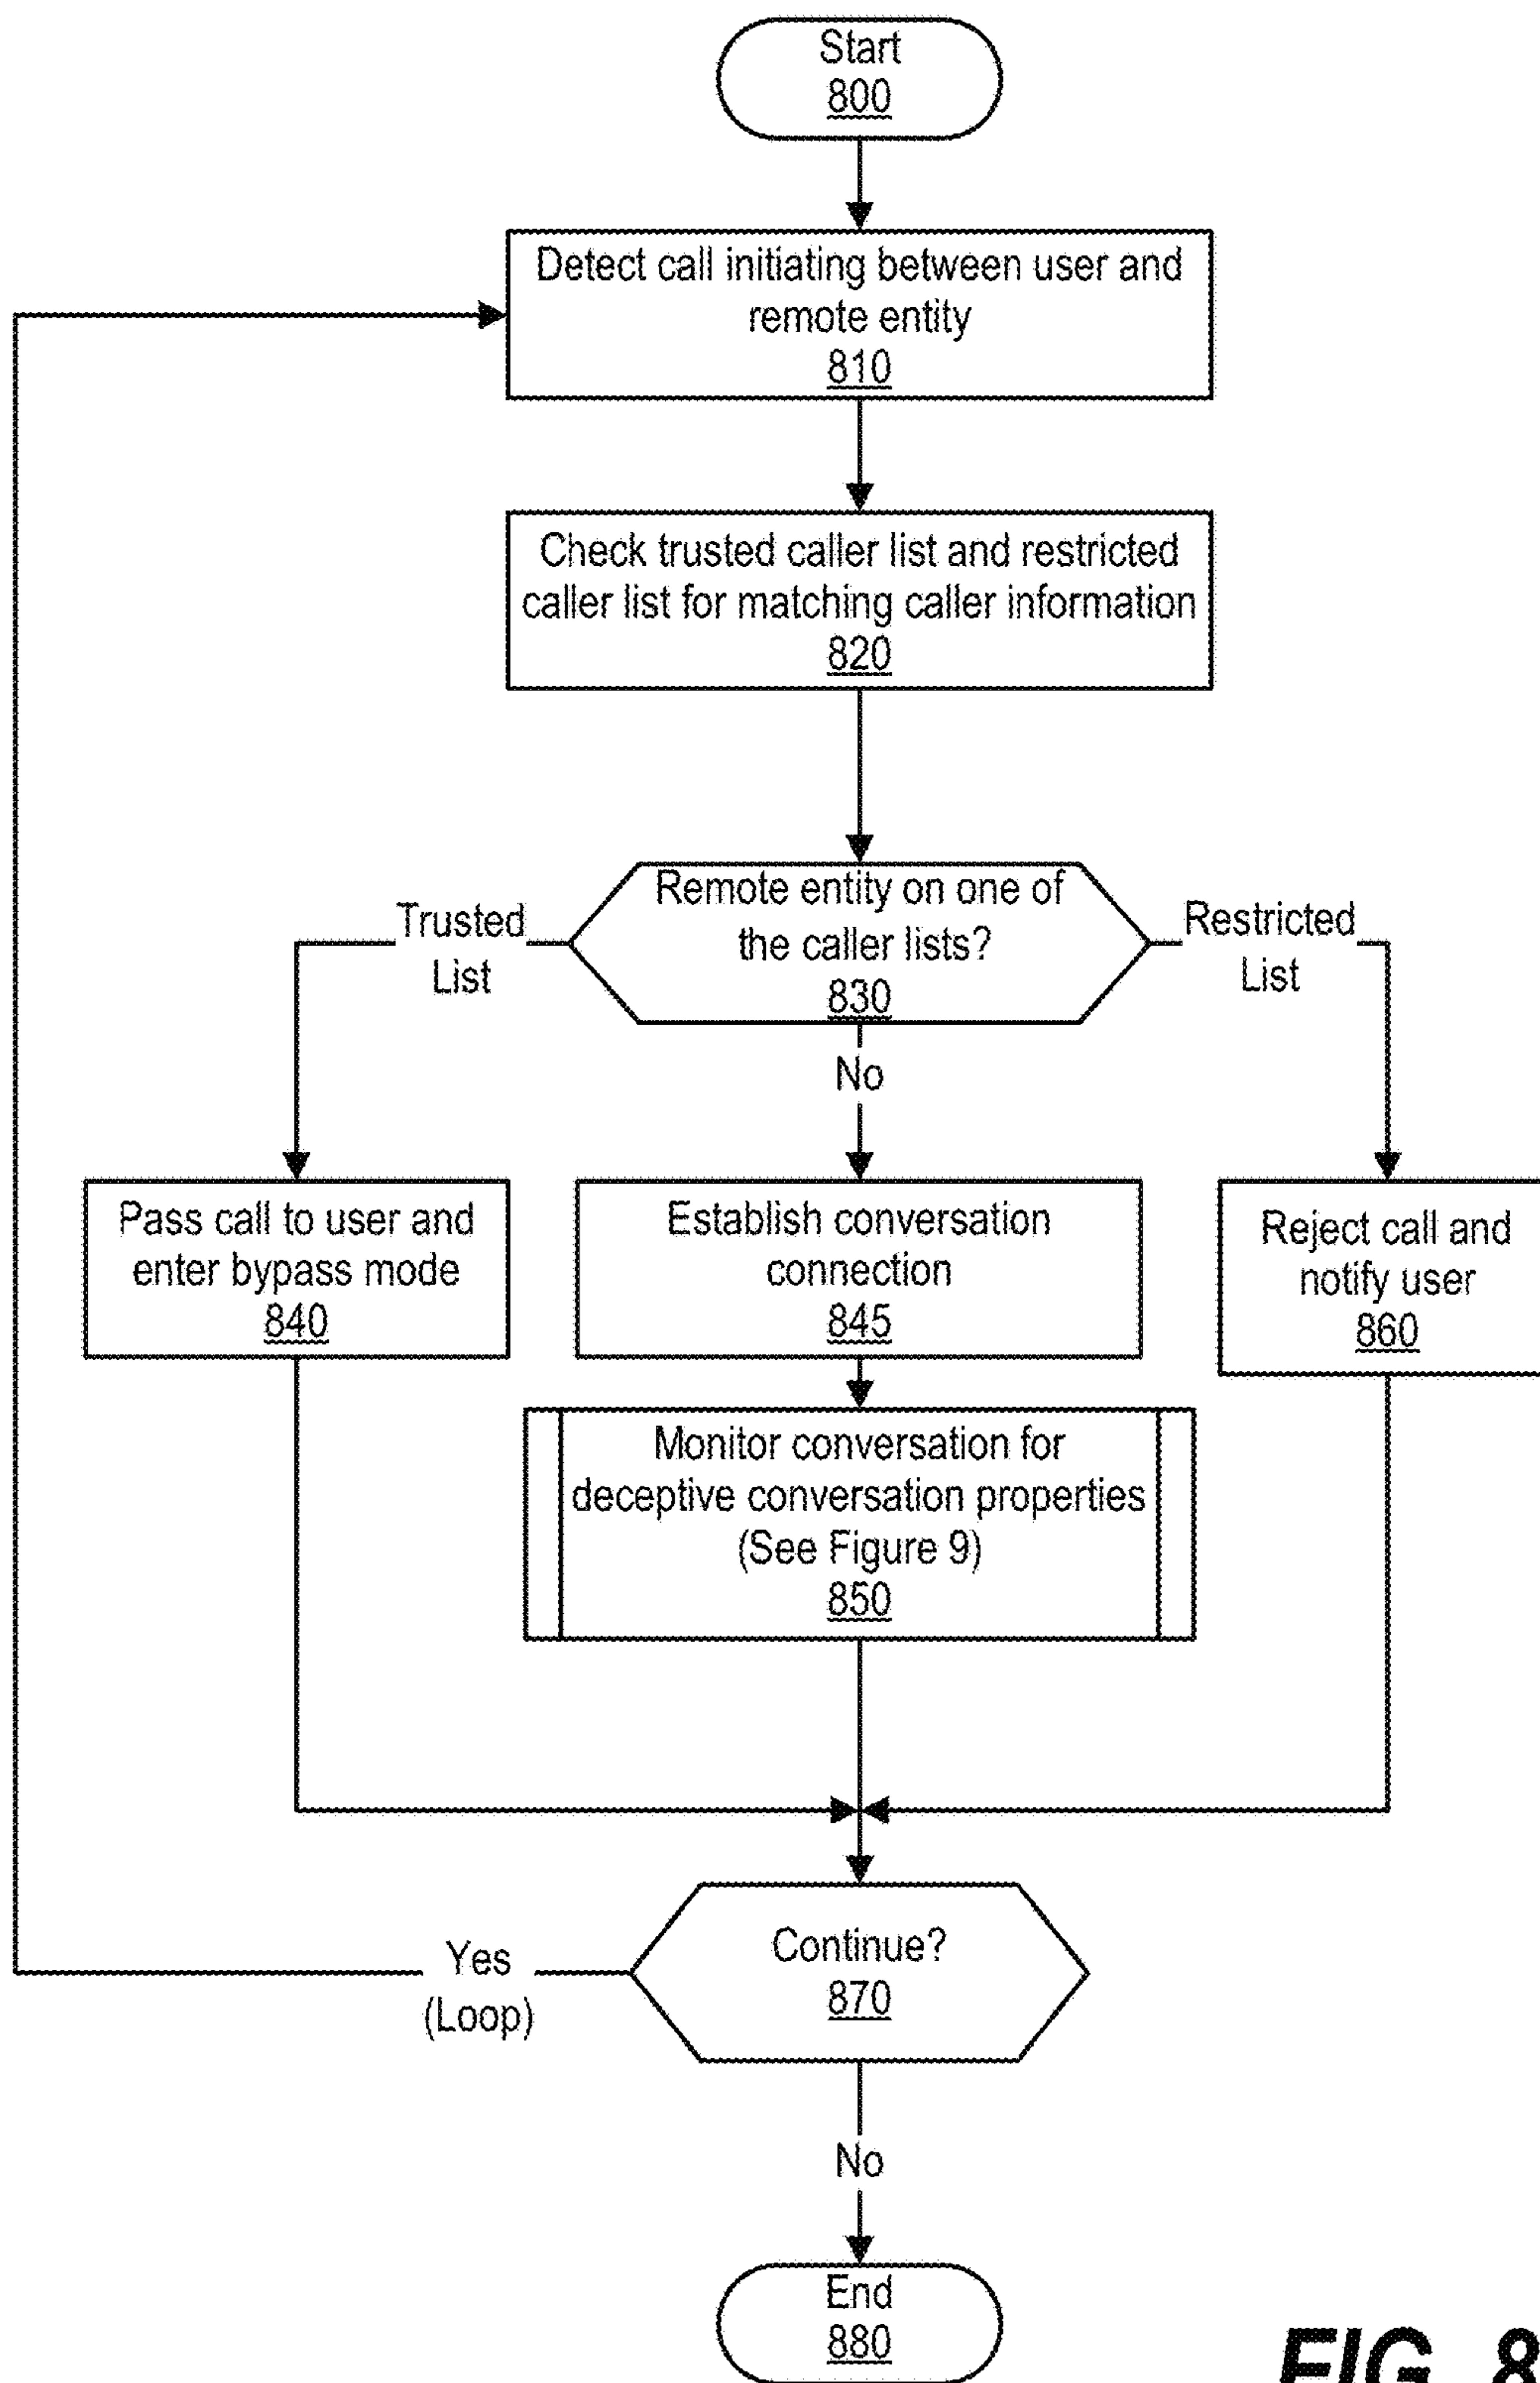 Start
800
Detect call initiating between user and
remote entity
810
Check trusted caller list and restricted
caller list for matching caller information
820
Remote entity on one of
the caller lists?
830
Trusted
List
Restricted
List
No
Pass call to user and
enter bypass mode
840
Establish conversation
connection
845
Reject call and
notify user
860
Monitor conversation for
deceptive conversation properties
(See Figure 9)
850
Continue?
870
Yes
(Loop)
No
End
880
FIG. 8